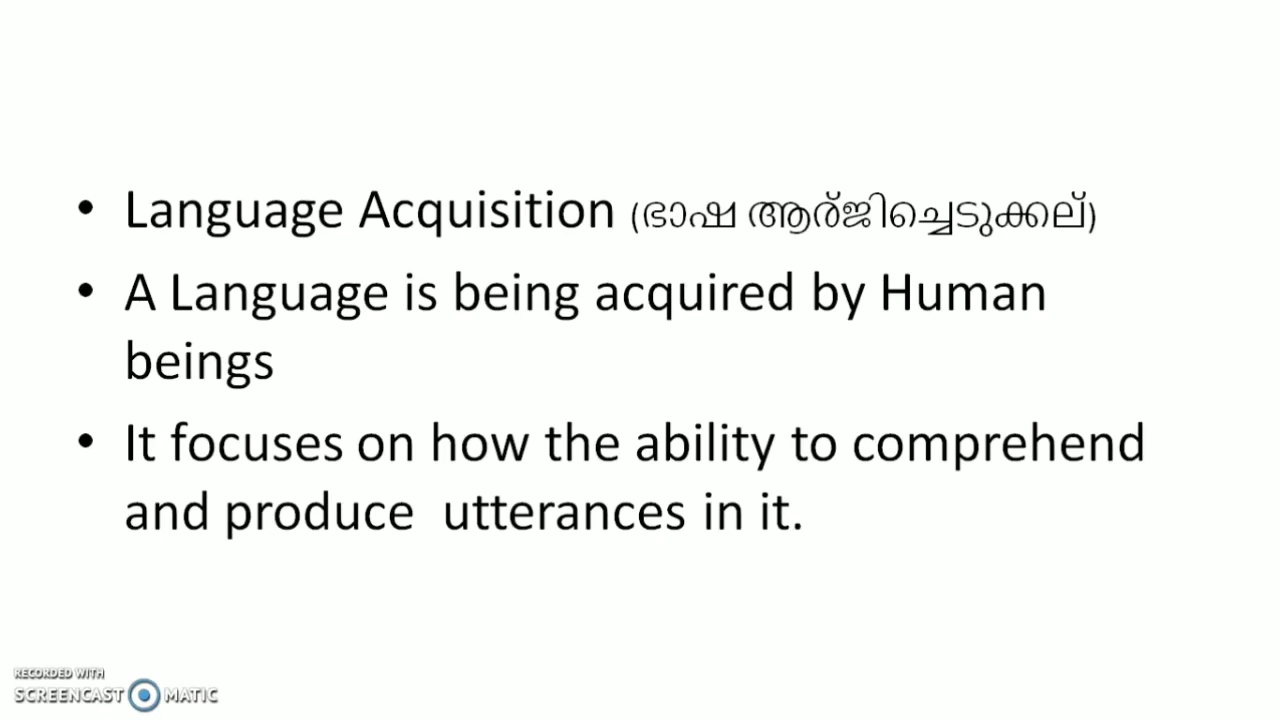 • Language Acquisition (ഭാഷ ആര്ജിച്ചെടുക്കല്)
• A Language is being acquired by Human
beings
• It focuses on how the ability to comprehend
and produce  utterances in it.
RECORDED WITH
SCREENCAST MATIC